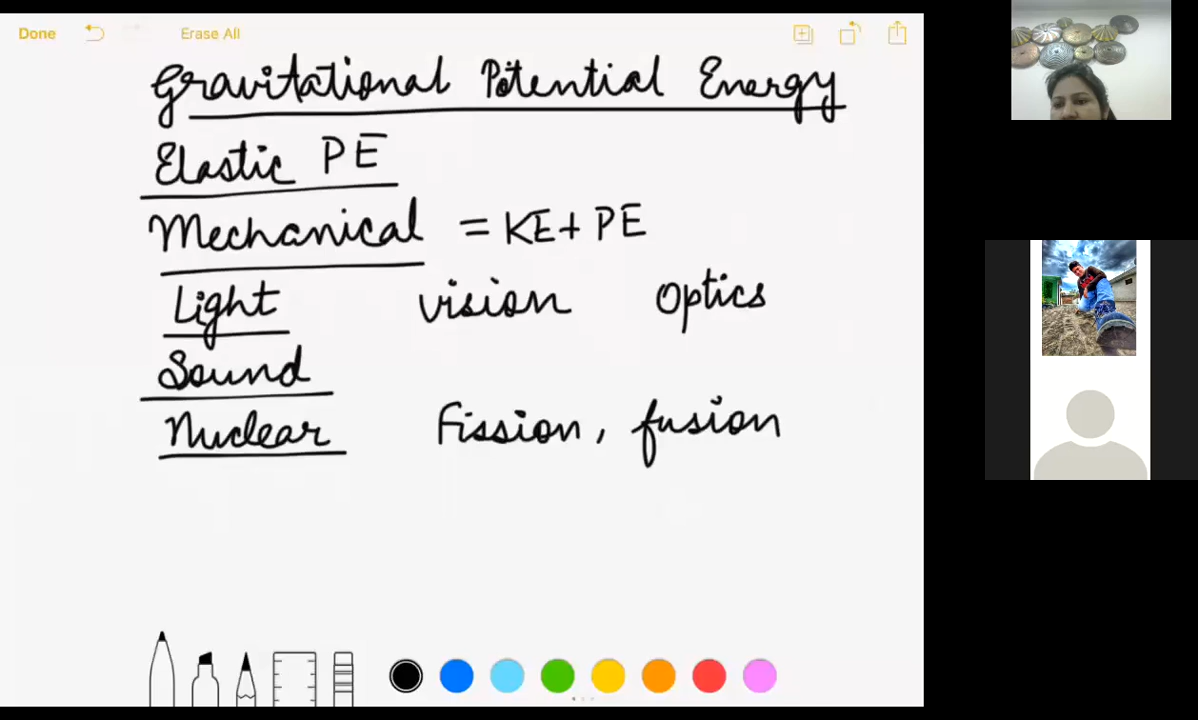 Done Erase All
Gravitational Potential Energy
Elastic PE
Mechanical = KE + PE
Light vision Optics
Sound
Nuclear Fission, fusion